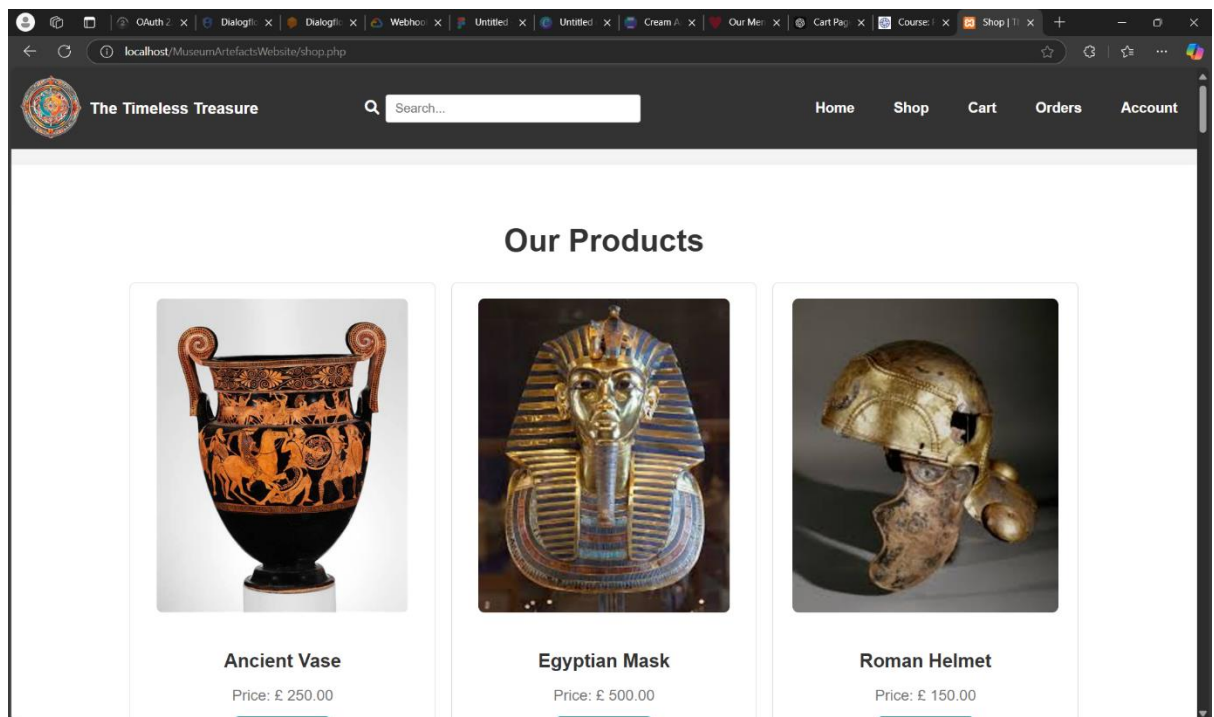 OAuth 2.
Dialogflo
Dialogflo
Webhoo
Untitled
Untitled
Cream A
Our Men
Cart Pag
Course: F
Shop | Th
localhost/MuseumArtefactsWebsite/shop.php
The Timeless Treasure
Search...
Home
Shop
Cart
Orders
Account
Our Products
Ancient Vase
Egyptian Mask
Roman Helmet
Price: £ 250.00
Price: £ 500.00
Price: £ 150.00